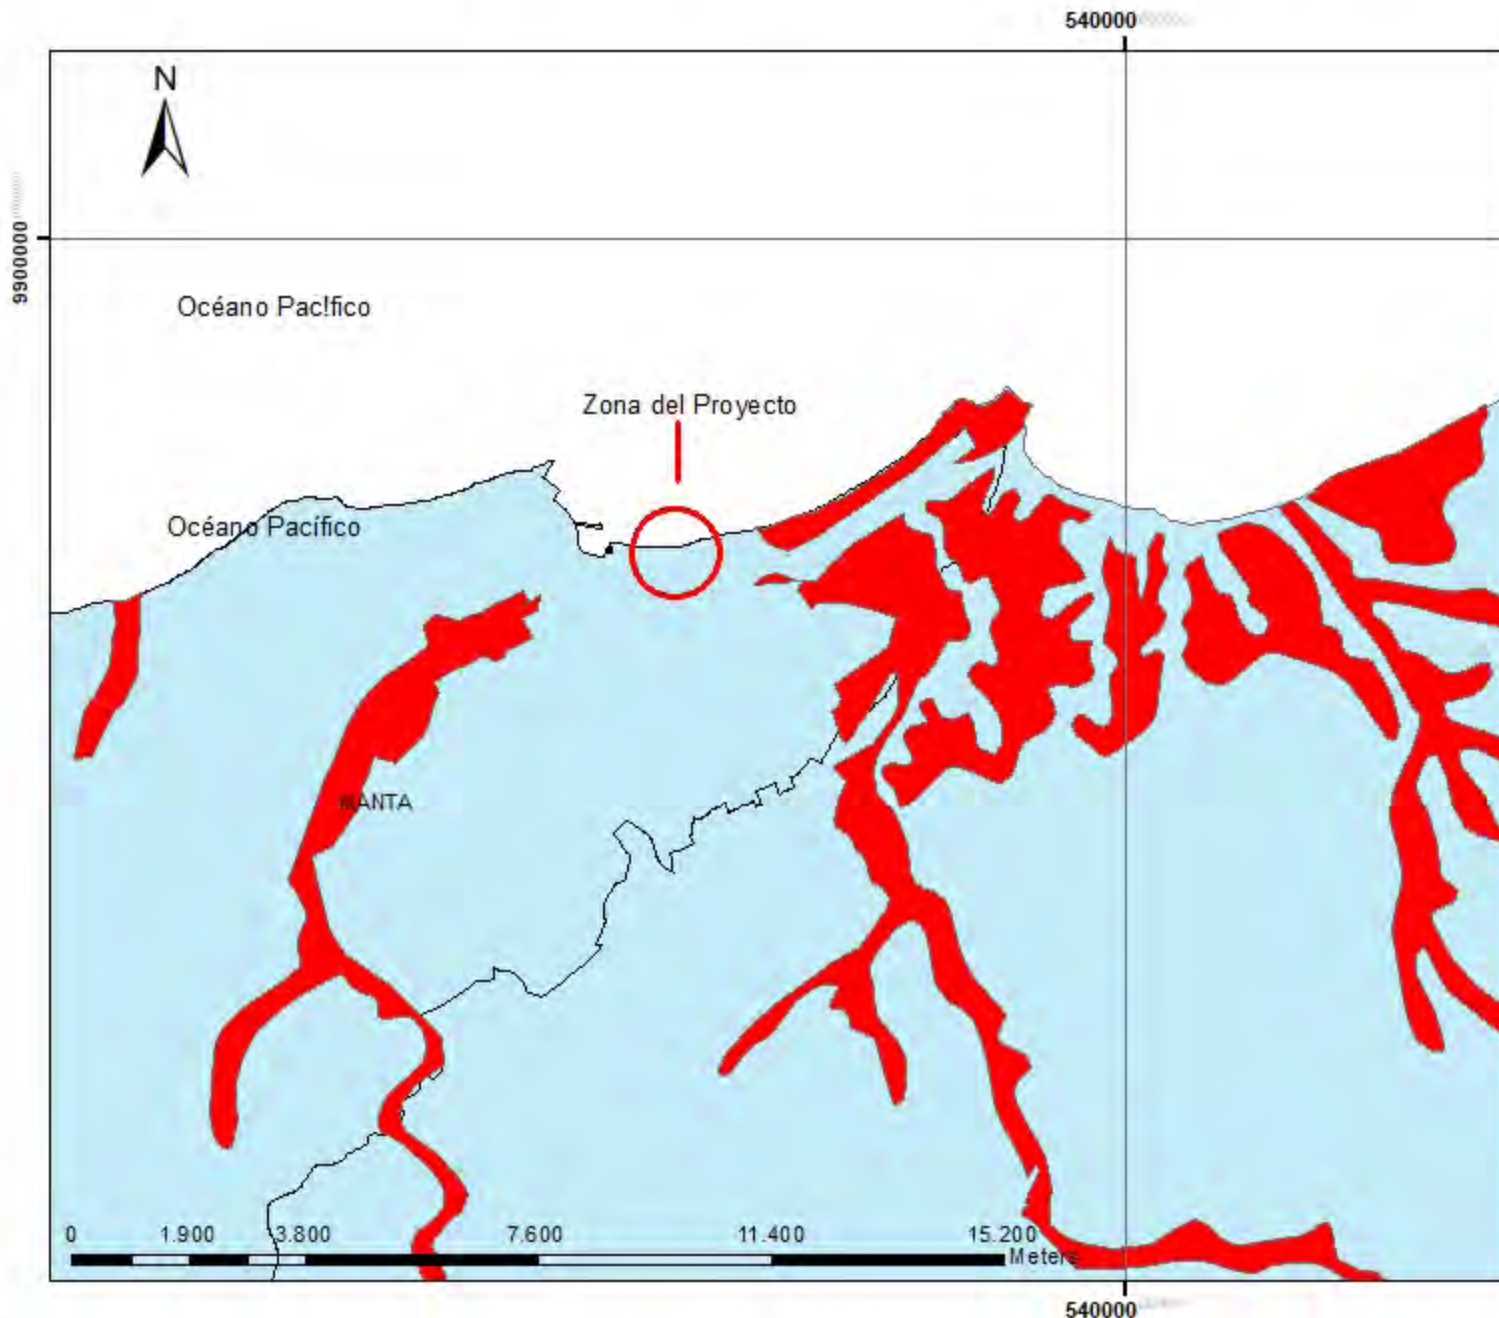 540000
N
9900000
Océano Pac!fico
Zona del Proyecto
Océano Pacífico
MANTA
0 1.900 3.800 7.600 11.400 15.200
Meters
540000